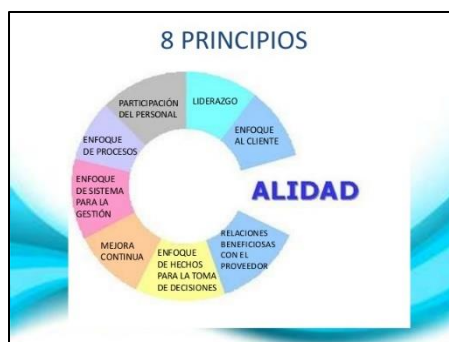 8 PRINCIPIOS
LIDERAZGO
ENFOQUE
AL CLIENTE
PARTICIPACIÓN
DEL PERSONAL
ENFOQUE
DE PROCESOS
ENFOQUE
DE SISTEMA
PARA LA
GESTIÓN
MEJORA
CONTINUA
ENFOQUE
DE HECHOS
PARA LA TOMA
DE DECISIONES
RELACIONES
BENEFICIOSAS
CON EL
PROVEEDOR
ALIDAD